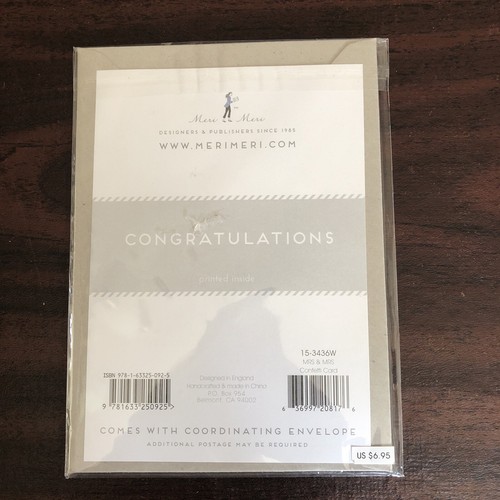 Meri Meri
DESIGNERS & PUBLISHERS SINCE 1985
WWW.MERIMERI.COM
CONGRATULATIONS
printed inside
15-3436W
MRS & MRS
Confetti Card
ISBN 978-1-63325-092-5
9 781633 250925 >
Designed in England
Handcrafted & made in China
P.O. Box 954
Belmont, CA 94002
6 36997 20817 6
COMES WITH COORDINATING ENVELOPE
ADDITIONAL POSTAGE MAY BE REQUIRED
US $6.95